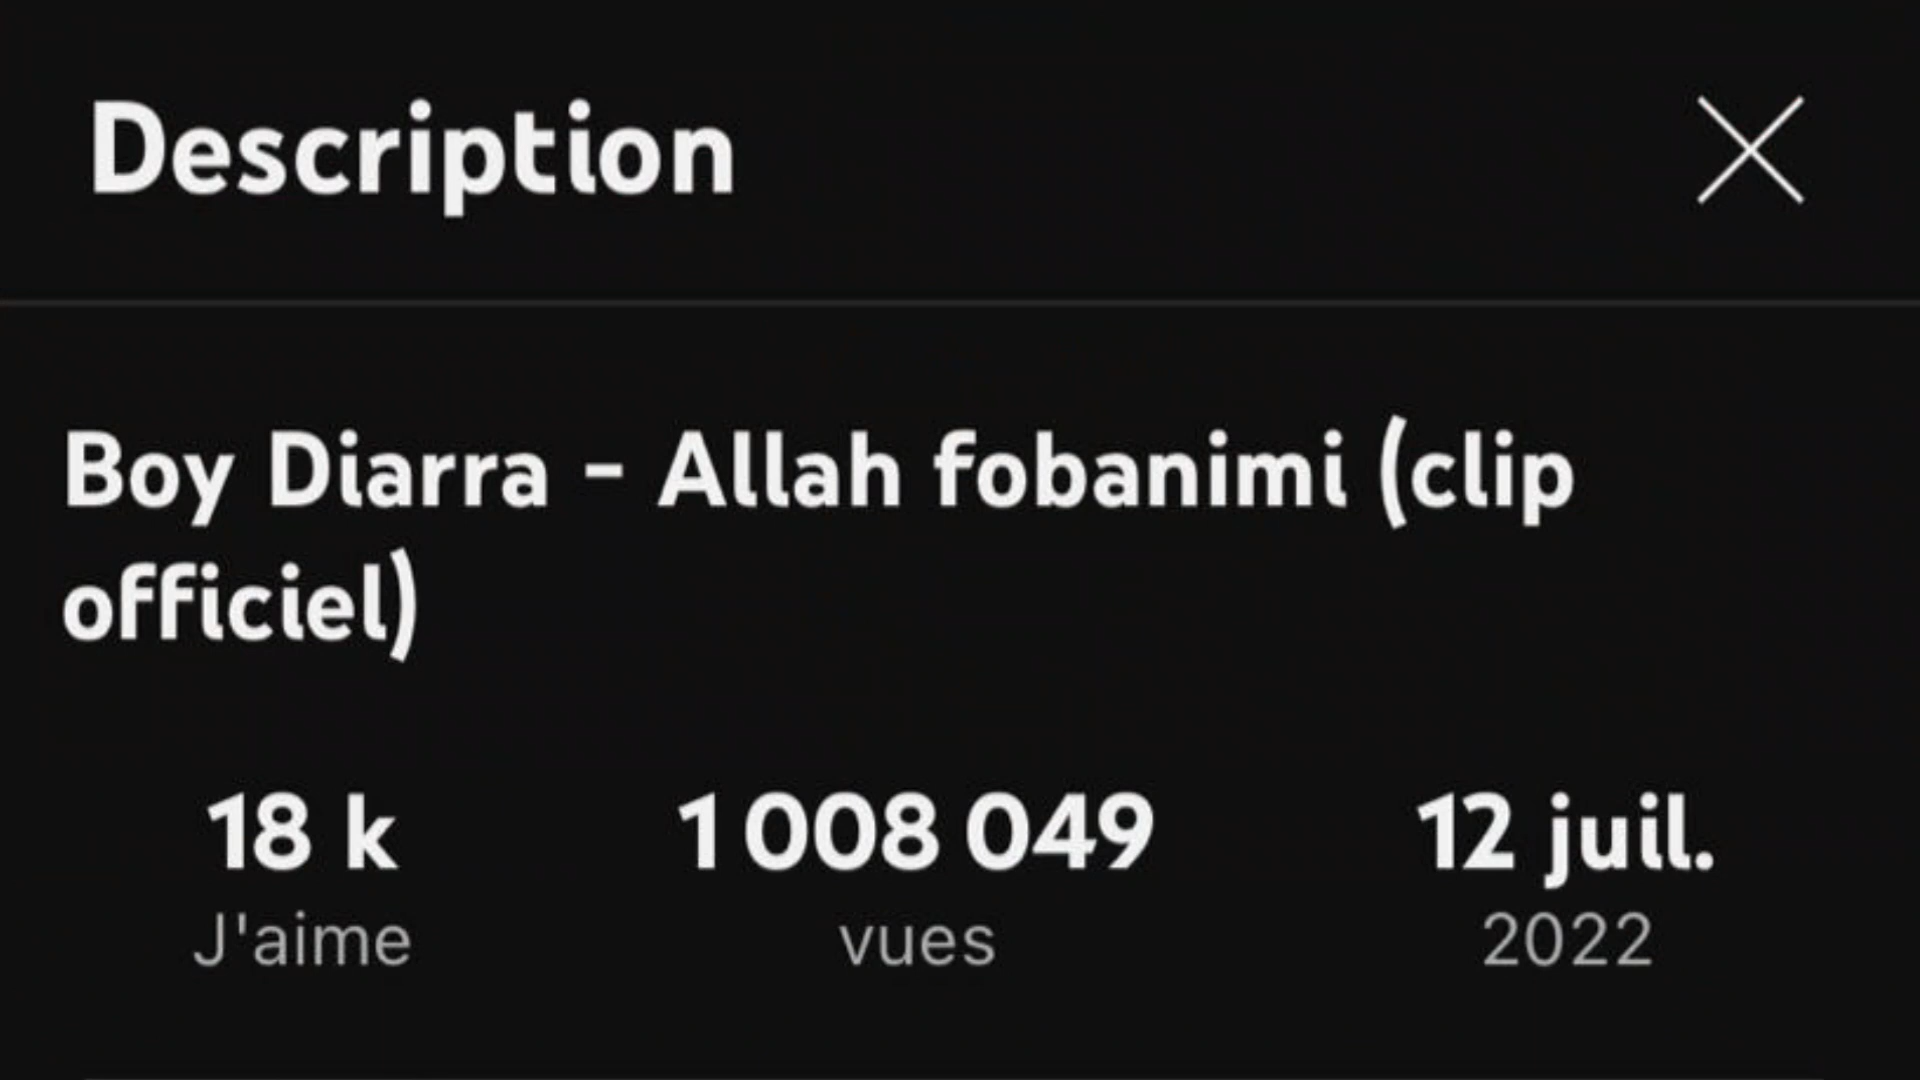 Description
Boy Diarra - Allah fobanimi (clip
officiel)
18 k 1 008 049 12 juil.
J'aime vues 2022